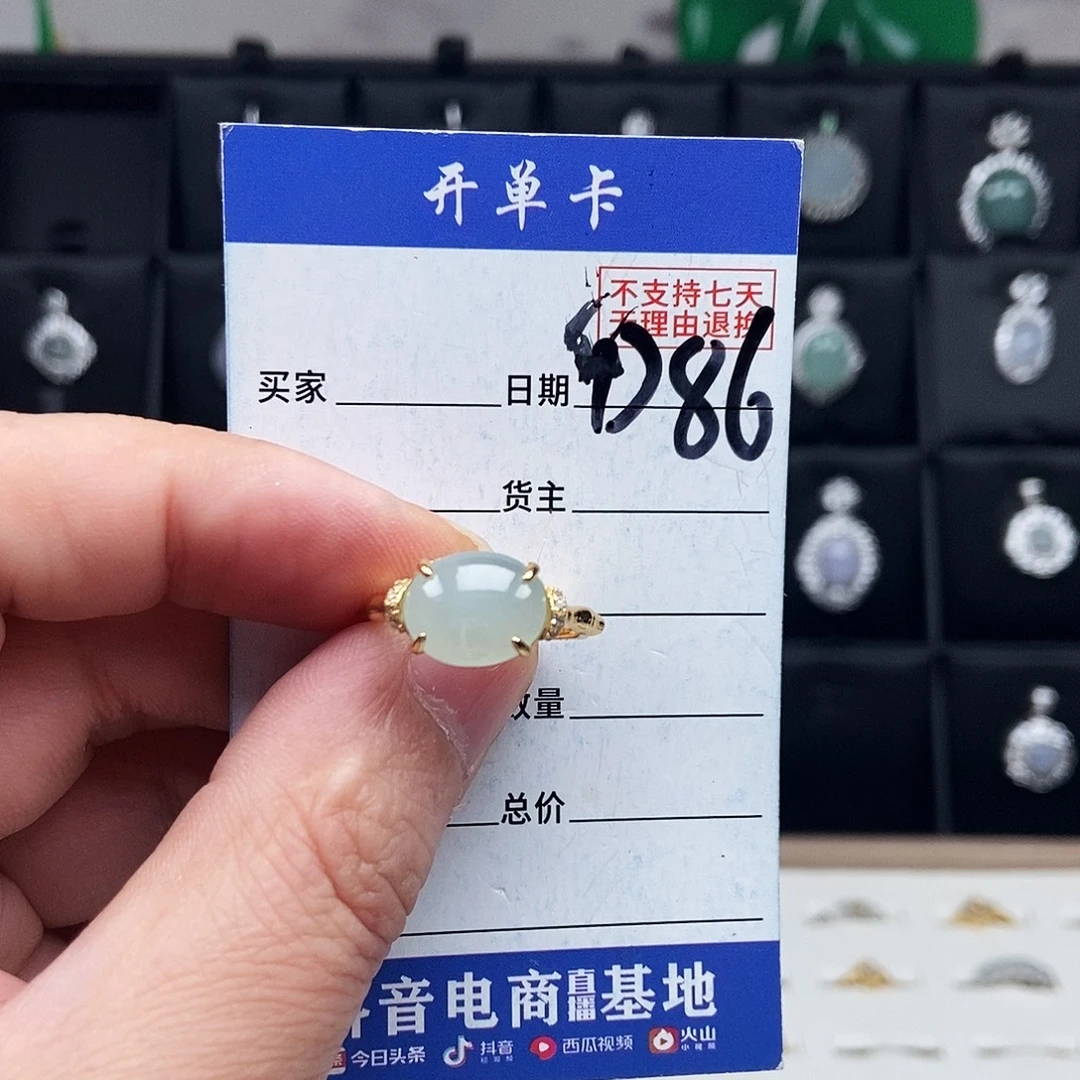 开单卡
不支持七天
无理由退换
D86
买家 日期
货主
数量
总价
抖音电商直播基地
今日头条 抖音 西瓜视频 火山